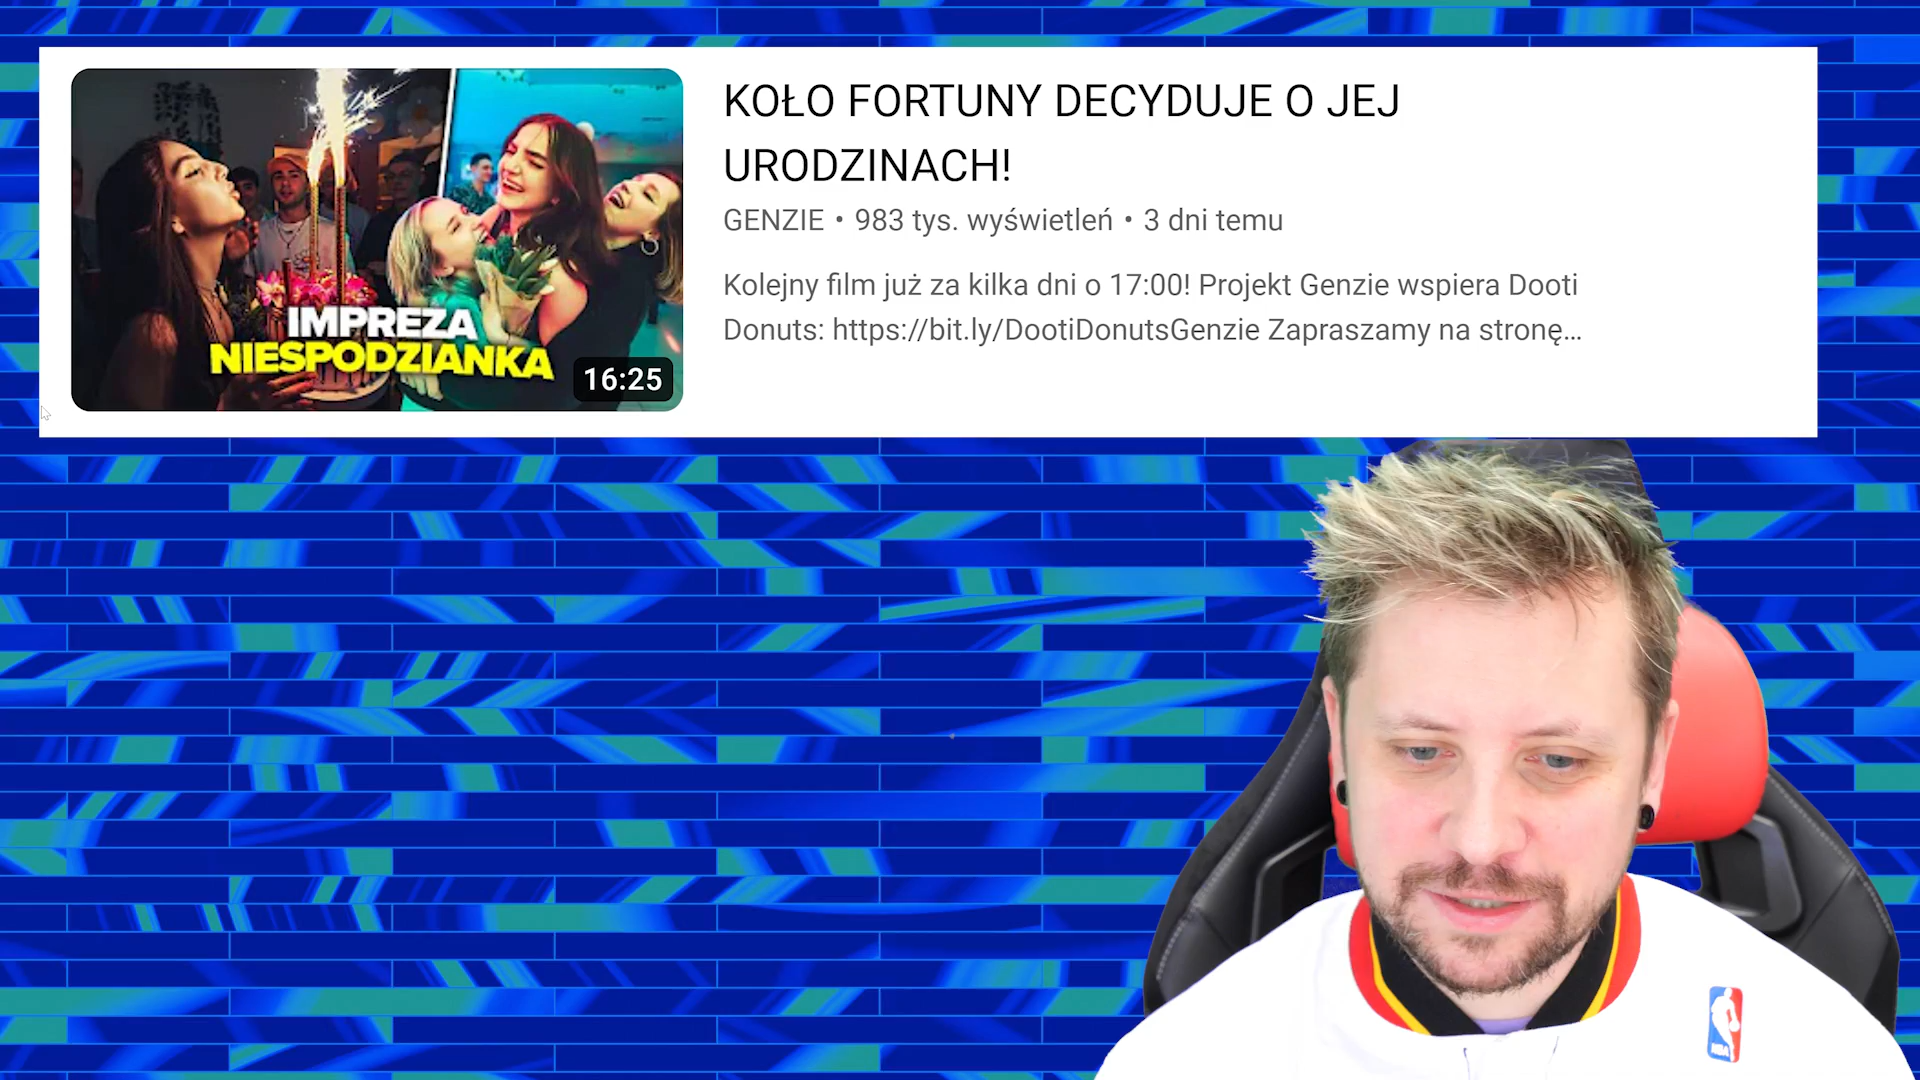 KOŁO FORTUNY DECYDUJE O JEJ
URODZINACH!
GENZIE • 983 tys. wyświetleń • 3 dni temu
Kolejny film już za kilka dni o 17:00! Projekt Genzie wspiera Dooti
Donuts: https://bit.ly/DootiDonutsGenzie Zapraszamy na stronę...
IMPREZA
NIESPODZIANKA
16:25
NBA